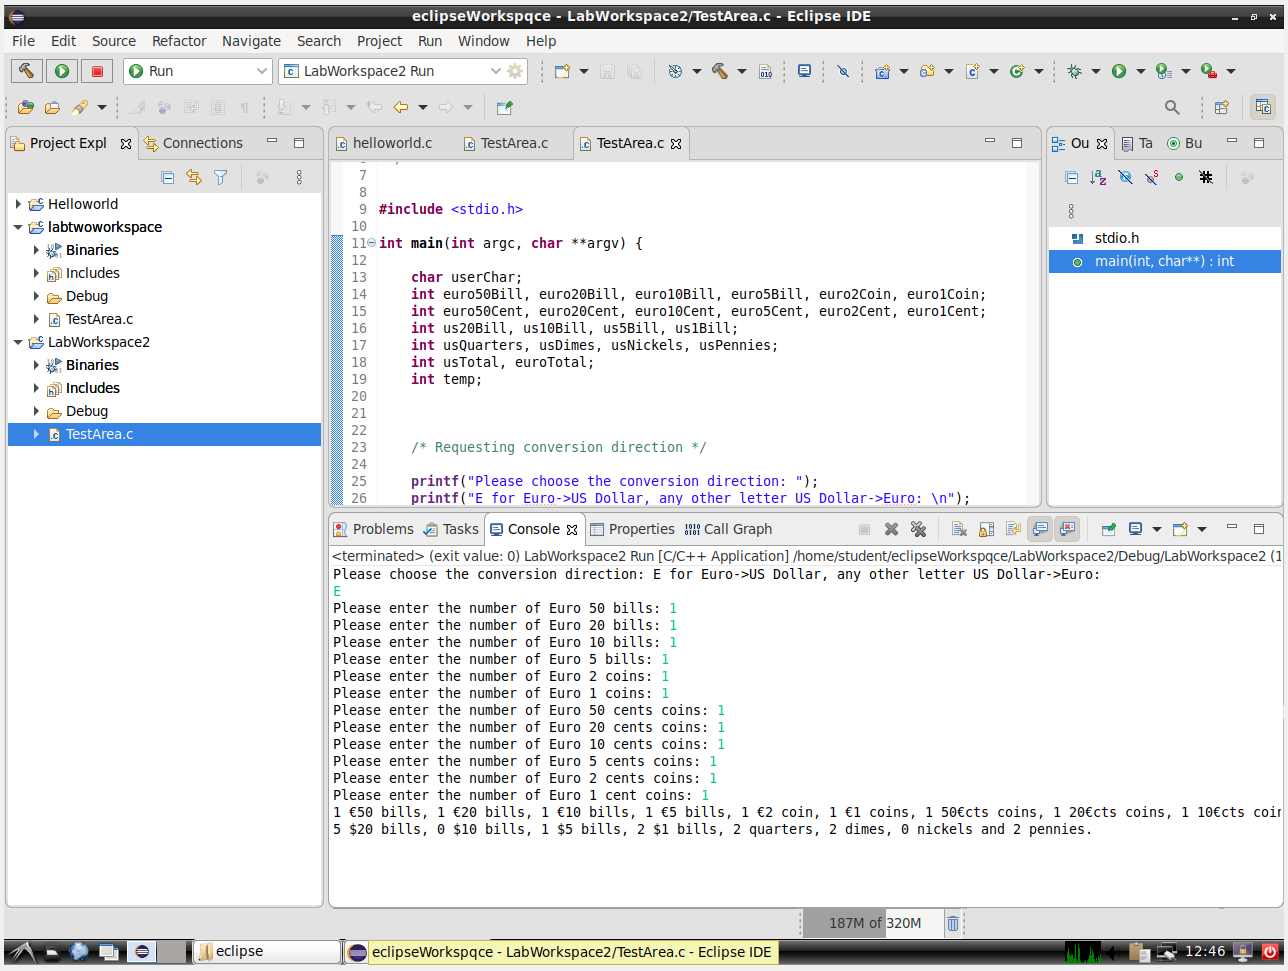 eclipseWorkspqce - LabWorkspace2/TestArea.c - Eclipse IDE
File Edit Source Refactor Navigate Search Project Run Window Help
Run
LabWorkspace2 Run
Project Expl
Connections
Helloworld
labtwoworkspace
Binaries
Includes
Debug
TestArea.c
LabWorkspace2
Binaries
Includes
Debug
TestArea.c
helloworld.c
TestArea.c
TestArea.c
7
8
9 #include <stdio.h>
10
11 int main(int argc, char **argv) {
12
13 char userChar;
14 int euro50Bill, euro20Bill, euro10Bill, euro5Bill, euro2Coin, euro1Coin;
15 int euro50Cent, euro20Cent, euro10Cent, euro5Cent, euro2Cent, euro1Cent;
16 int us20Bill, us10Bill, us5Bill, us1Bill;
17 int usQuarters, usDimes, usNickels, usPennies;
18 int usTotal, euroTotal;
19 int temp;
20
21
22
23 /* Requesting conversion direction */
24
25 printf("Please choose the conversion direction: ");
26 printf("E for Euro->US Dollar, any other letter US Dollar->Euro: \n");
Ou
Ta
Bu
stdio.h
main(int, char**) : int
Problems
Tasks
Console
Properties
Call Graph
<terminated> (exit value: 0) LabWorkspace2 Run [C/C++ Application] /home/student/eclipseWorkspqce/LabWorkspace2/Debug/LabWorkspace2 (1
Please choose the conversion direction: E for Euro->US Dollar, any other letter US Dollar->Euro:
E
Please enter the number of Euro 50 bills: 1
Please enter the number of Euro 20 bills: 1
Please enter the number of Euro 10 bills: 1
Please enter the number of Euro 5 bills: 1
Please enter the number of Euro 2 coins: 1
Please enter the number of Euro 1 coins: 1
Please enter the number of Euro 50 cents coins: 1
Please enter the number of Euro 20 cents coins: 1
Please enter the number of Euro 10 cents coins: 1
Please enter the number of Euro 5 cents coins: 1
Please enter the number of Euro 2 cents coins: 1
Please enter the number of Euro 1 cent coins: 1
1 €50 bills, 1 €20 bills, 1 €10 bills, 1 €5 bills, 1 €2 coin, 1 €1 coins, 1 50€cts coins, 1 20€cts coins, 1 10€cts coin
5 $20 bills, 0 $10 bills, 1 $5 bills, 2 $1 bills, 2 quarters, 2 dimes, 0 nickels and 2 pennies.
187M of 320M
eclipse
eclipseWorkspqce - LabWorkspace2/TestArea.c - Eclipse IDE
12:46